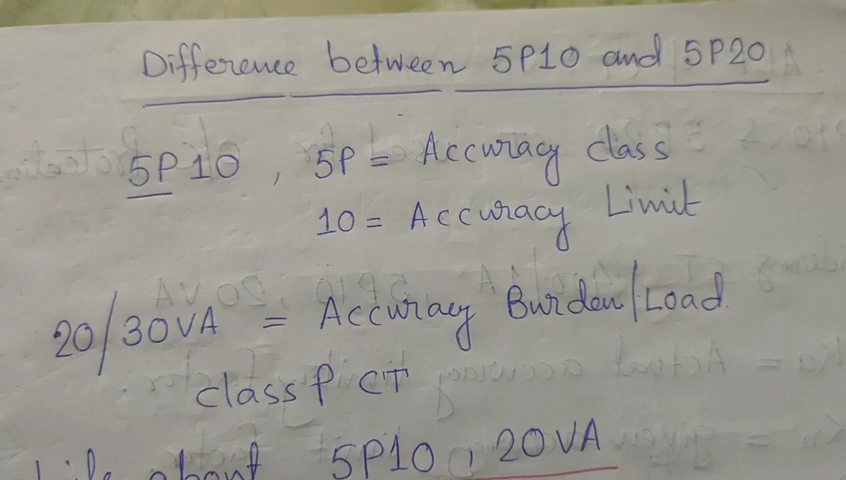 Difference between 5P10 and 5P20
5P10 , 5P = Accuracy class
10 = Accuracy Limit
20/30VA = Accuracy Burden/Load.
class P CT
about 5P10 , 20VA